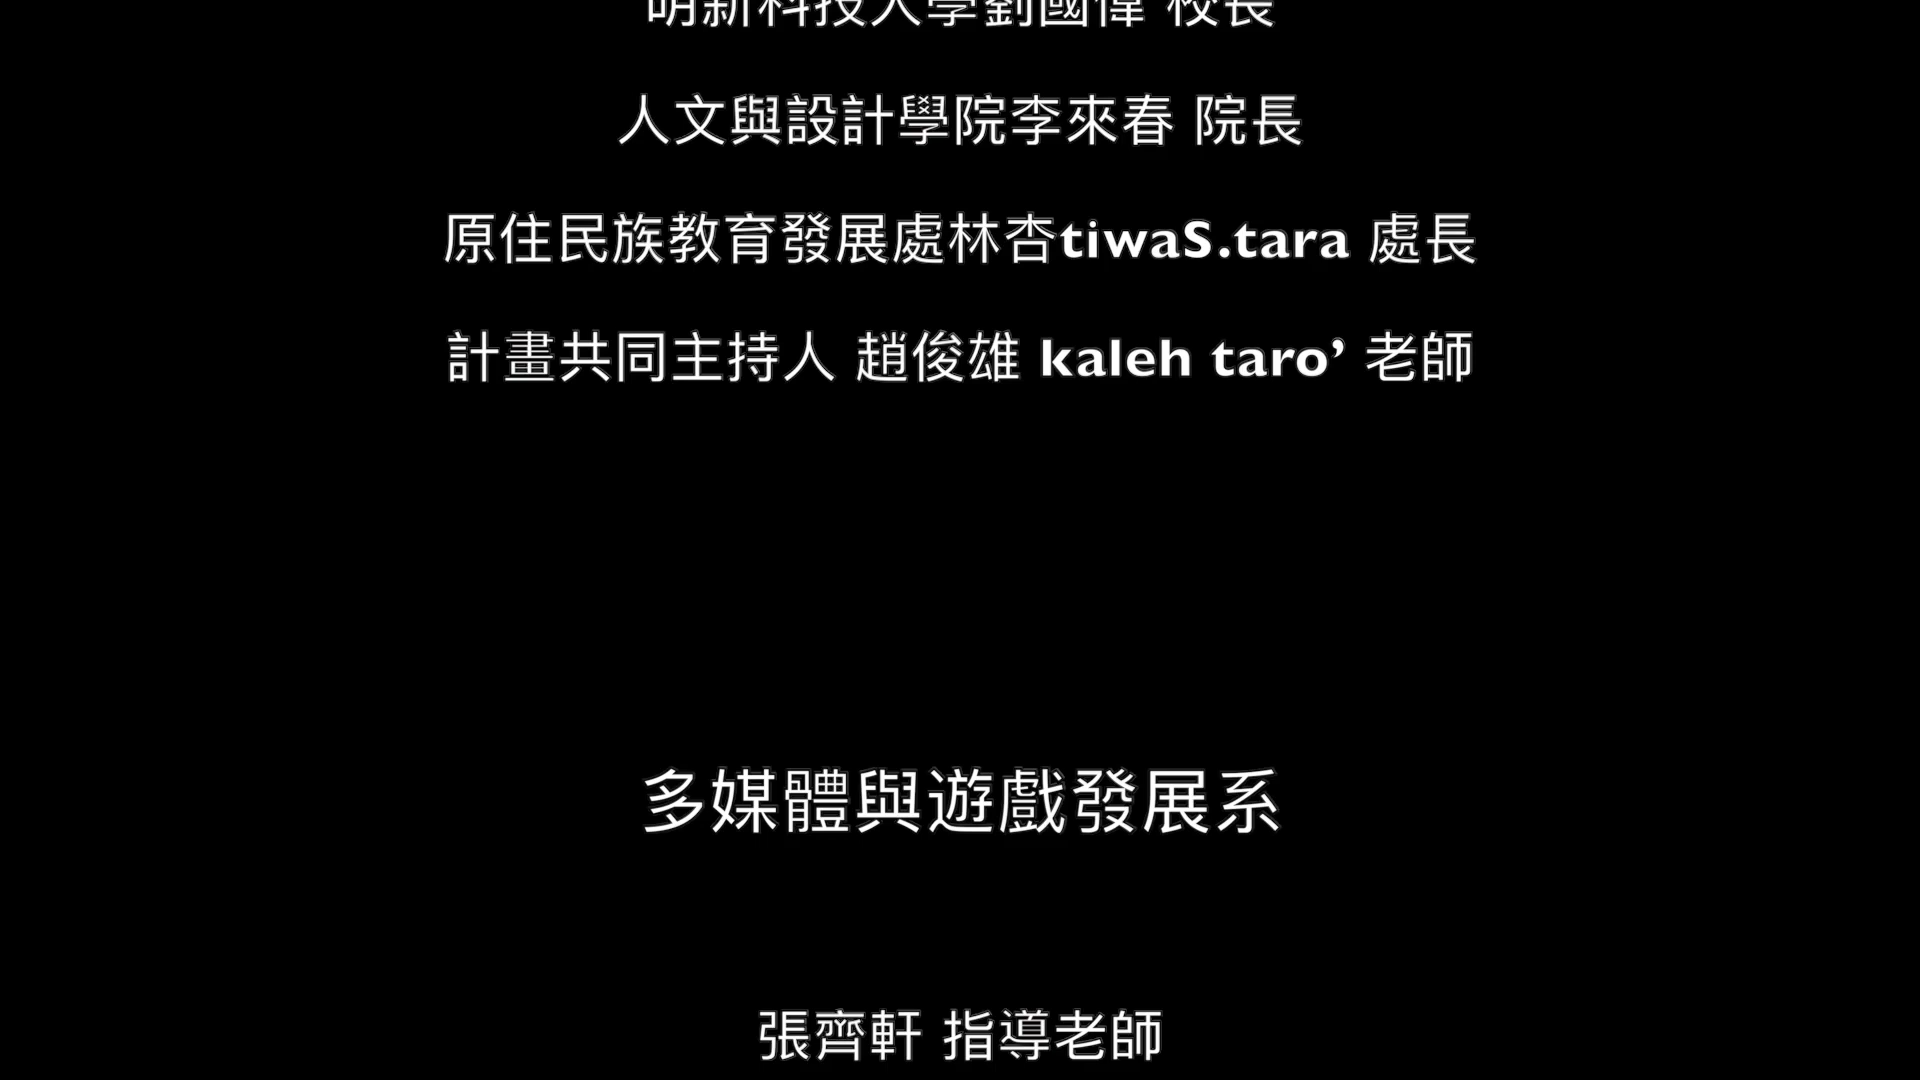 明新科技大學劉國偉 校長
人文與設計學院李來春 院長
原住民族教育發展處林杏tiwaS.tara 處長
計畫共同主持人 趙俊雄 kaleh taro’ 老師
多媒體與遊戲發展系
張齊軒 指導老師